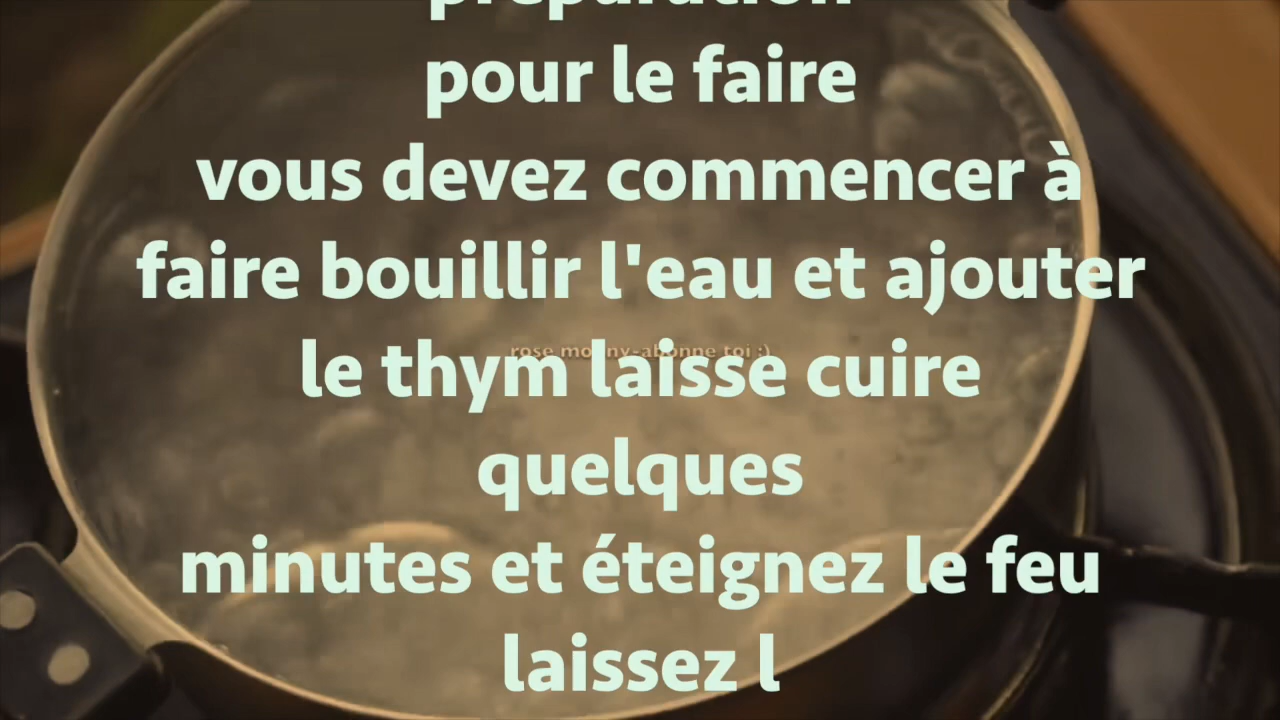 préparation
pour le faire
vous devez commencer à
faire bouillir l'eau et ajouter
le thym laisse cuire
quelques
minutes et éteignez le feu
laissez l